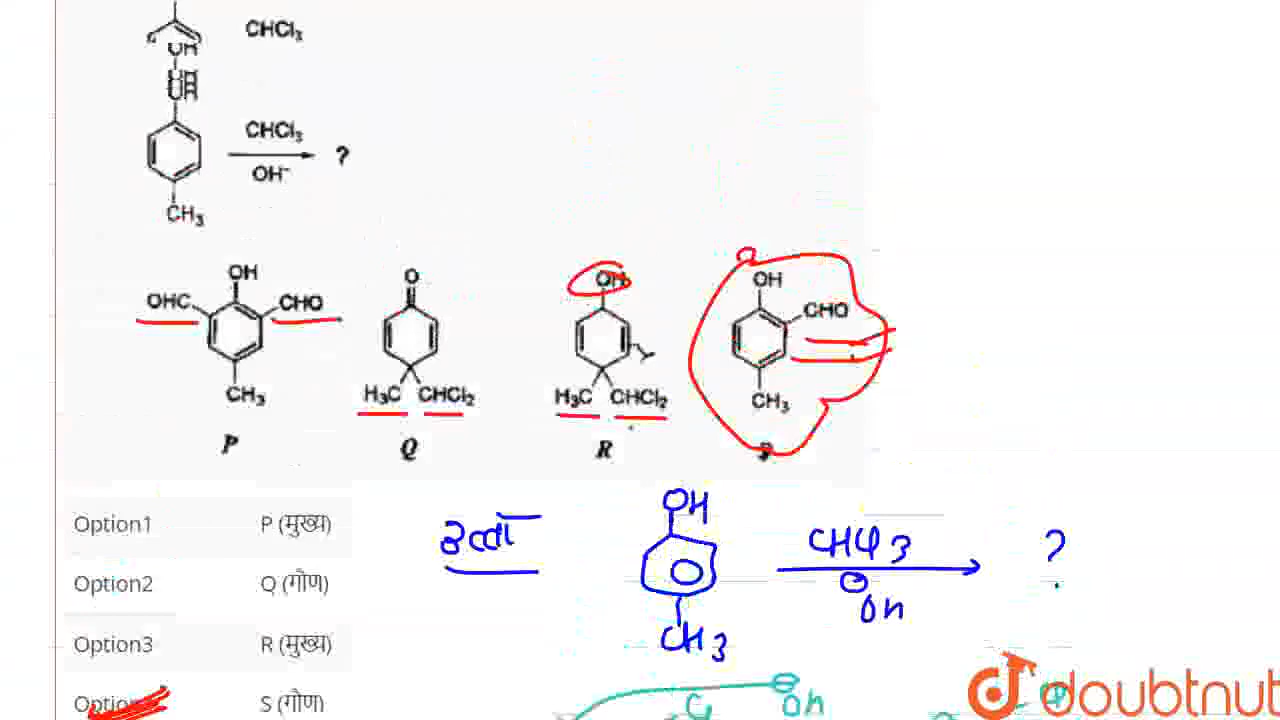 CHCl3
OH
CHCl3
OH⁻
?
CH3
OH
OHC
CHO
CH3
P
O
H3C
CHCl2
Q
OH
H3C
CHCl2
R
OH
CHO
CH3
Option1 P (मुख्य)
Option2 Q (गौण)
Option3 R (मुख्य)
S (गौण)
OH
CHCl3
OH
?
CH3
OH
doubtnut